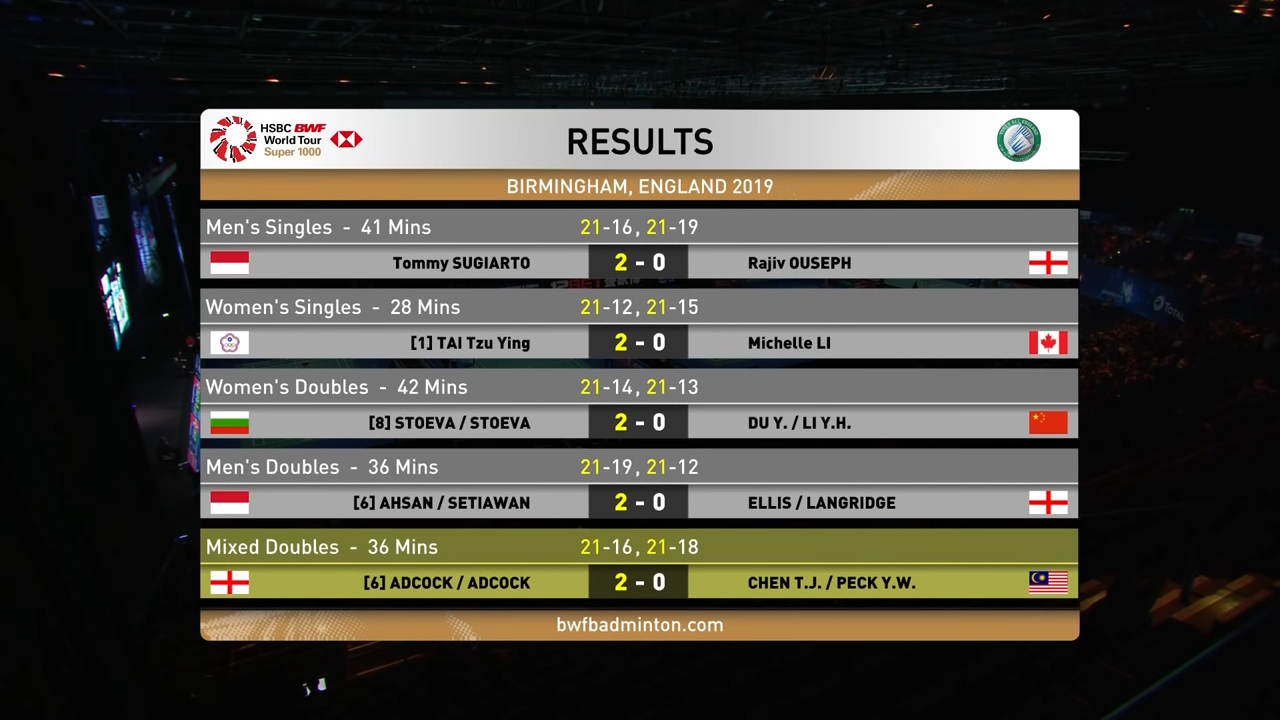 HSBC BWF
World Tour
Super 1000
RESULTS
BIRMINGHAM, ENGLAND 2019
Men's Singles - 41 Mins 21-16, 21-19
Tommy SUGIARTO 2 - 0 Rajiv OUSEPH
Women's Singles - 28 Mins 21-12, 21-15
[1] TAI Tzu Ying 2 - 0 Michelle LI
Women's Doubles - 42 Mins 21-14, 21-13
[8] STOEVA / STOEVA 2 - 0 DU Y. / LI Y.H.
Men's Doubles - 36 Mins 21-19, 21-12
[6] AHSAN / SETIAWAN 2 - 0 ELLIS / LANGRIDGE
Mixed Doubles - 36 Mins 21-16, 21-18
[6] ADCOCK / ADCOCK 2 - 0 CHEN T.J. / PECK Y.W.
bwfbadminton.com
TOTAL